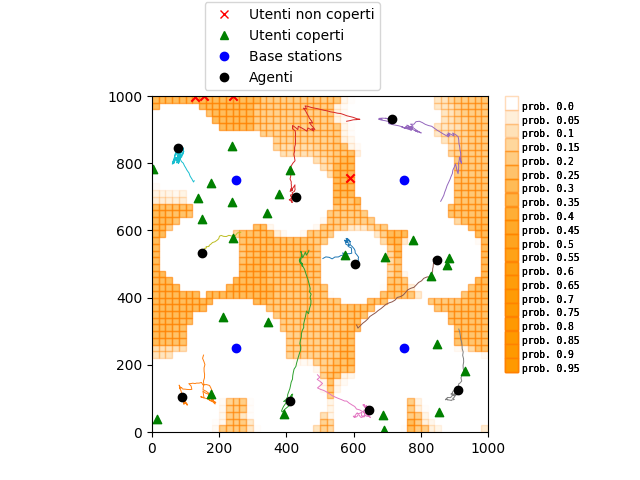 Utenti non coperti
Utenti coperti
Base stations
Agenti
1000
800
600
400
200
0
0 200 400 600 800 1000
prob. 0.0
prob. 0.05
prob. 0.1
prob. 0.15
prob. 0.2
prob. 0.25
prob. 0.3
prob. 0.35
prob. 0.4
prob. 0.45
prob. 0.5
prob. 0.55
prob. 0.6
prob. 0.65
prob. 0.7
prob. 0.75
prob. 0.8
prob. 0.85
prob. 0.9
prob. 0.95